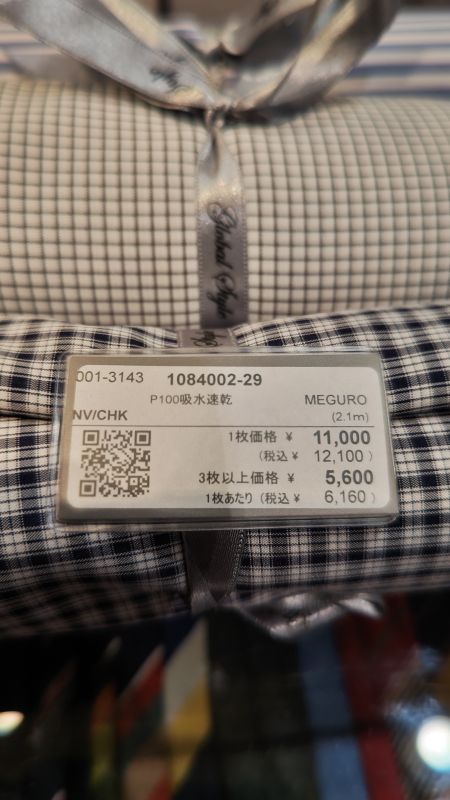 Global Style
001-3143 1084002-29
P100吸水速乾 MEGURO
NV/CHK (2.1m)
1枚価格 ¥ 11,000
(税込 ¥ 12,100 )
3枚以上価格 ¥ 5,600
1枚あたり (税込 ¥ 6,160 )